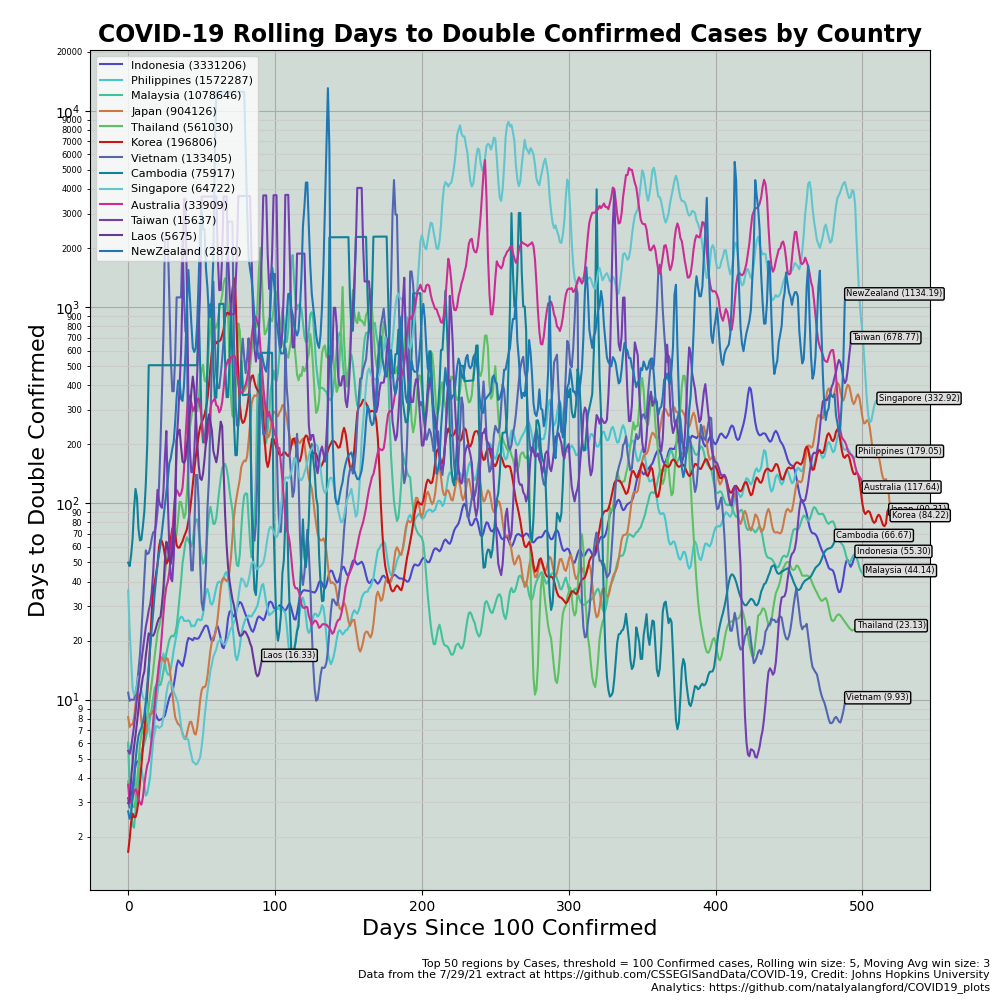 COVID-19 Rolling Days to Double Confirmed Cases by Country
Indonesia (3331206)
Philippines (1572287)
Malaysia (1078646)
Japan (904126)
Thailand (561030)
Korea (196806)
Vietnam (133405)
Cambodia (75917)
Singapore (64722)
Australia (33909)
Taiwan (15637)
Laos (5675)
NewZealand (2870)
Days to Double Confirmed
20000
10^4
9000
8000
7000
6000
5000
4000
3000
2000
10^3
900
800
700
600
500
400
300
200
10^2
90
80
70
60
50
40
30
20
10^1
9
8
7
6
5
4
3
2
NewZealand (1134.19)
Taiwan (678.77)
Singapore (332.92)
Philippines (179.05)
Australia (117.64)
Korea (84.22)
Cambodia (66.67)
Indonesia (55.30)
Malaysia (44.14)
Thailand (23.13)
Laos (16.33)
Vietnam (9.93)
0 100 200 300 400 500
Days Since 100 Confirmed
Top 50 regions by Cases, threshold = 100 Confirmed cases, Rolling win size: 5, Moving Avg win size: 3
Data from the 7/29/21 extract at https://github.com/CSSEGISandData/COVID-19, Credit: Johns Hopkins University
Analytics: https://github.com/natalyalangford/COVID19_plots